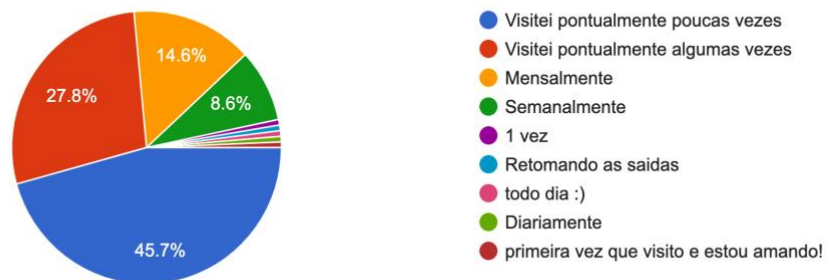 14.6%
27.8%
8.6%
45.7%
Visitei pontualmente poucas vezes
Visitei pontualmente algumas vezes
Mensalmente
Semanalmente
1 vez
Retomando as saidas
todo dia :)
Diariamente
primeira vez que visito e estou amando!